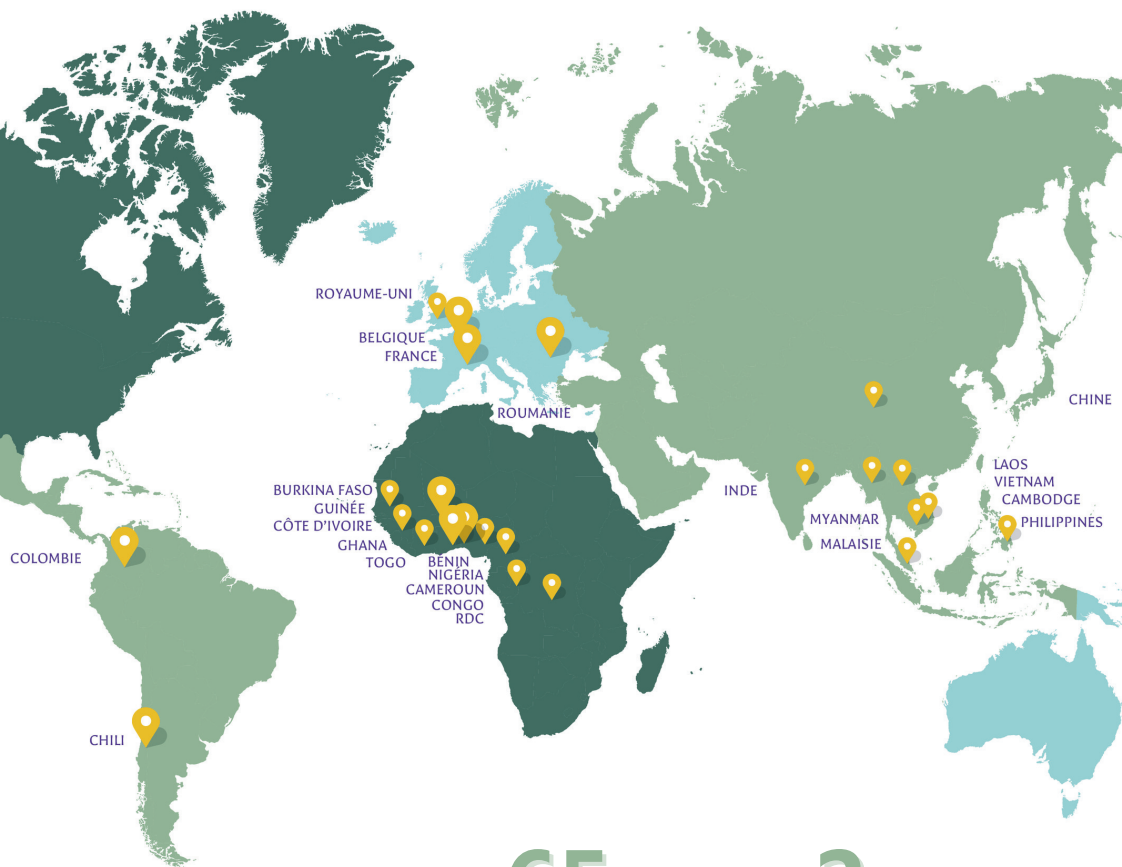 ROYAUME-UNI
BELGIQUE
FRANCE
ROUMANIE
CHINE
LAOS
VIETNAM
CAMBODGE
PHILIPPINES
INDE
MYANMAR
MALAISIE
BURKINA FASO
GUINÉE
CÔTE D'IVOIRE
GHANA
TOGO
BENIN
NIGÉRIA
CAMEROUN
CONGO
RDC
COLOMBIE
CHILI